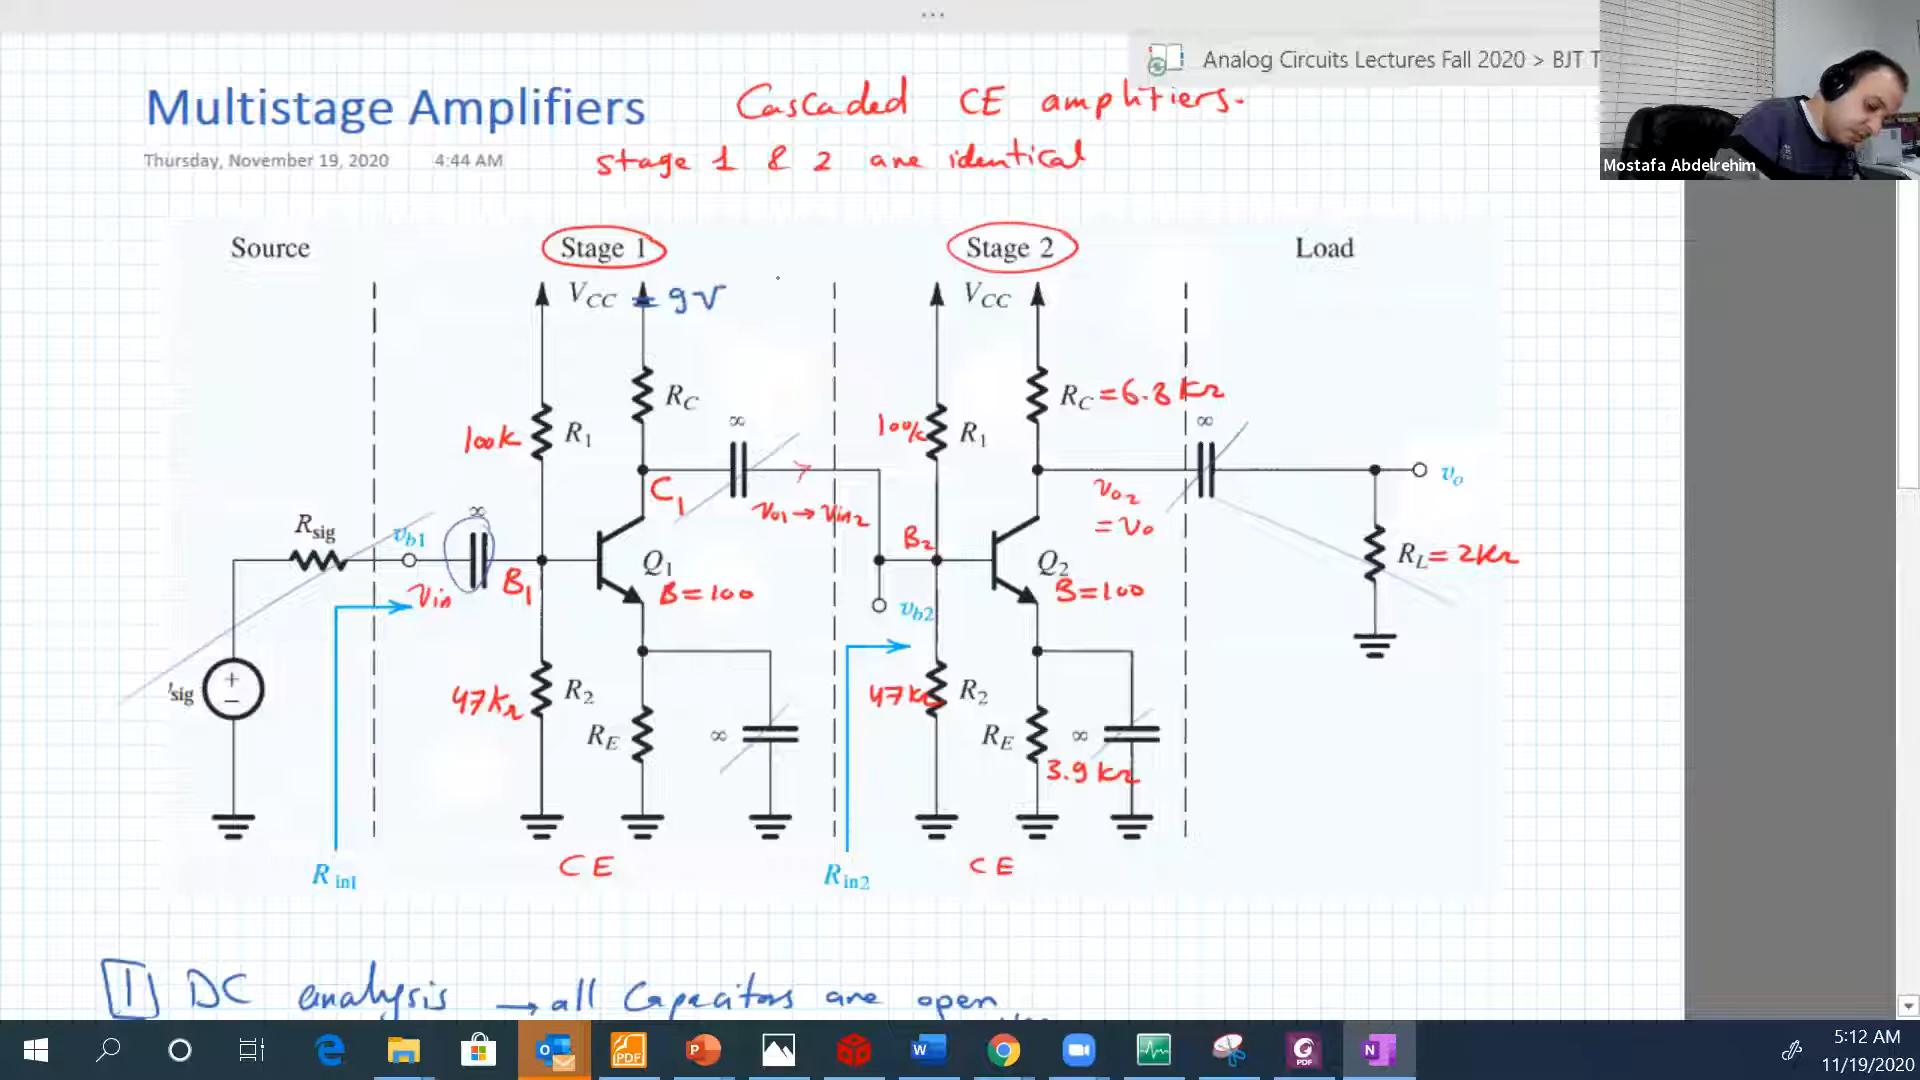 ...
Analog Circuits Lectures Fall 2020 > BJT T
Multistage Amplifiers
Cascaded CE amplifiers.
Thursday, November 19, 2020 4:44 AM
stage 1 & 2 are identical
Mostafa Abdelrehim
Source
Stage 1
Stage 2
Load
VCC = 9V
VCC
RC
RC = 6.8 kΩ
∞
∞
100k
R1
100k
R1
C1
vo1 → vin2
vo2
= vo
vo
Rsig
vb1
∞
vin
B1
Q1
β=100
B2
vb2
Q2
β=100
RL = 2kΩ
+
−
sig
47kΩ
R2
RE
∞
47kΩ
R2
RE
∞
3.9 kΩ
CE
CE
Rin1
Rin2
1 DC analysis → all Capacitors are open
5:12 AM
11/19/2020